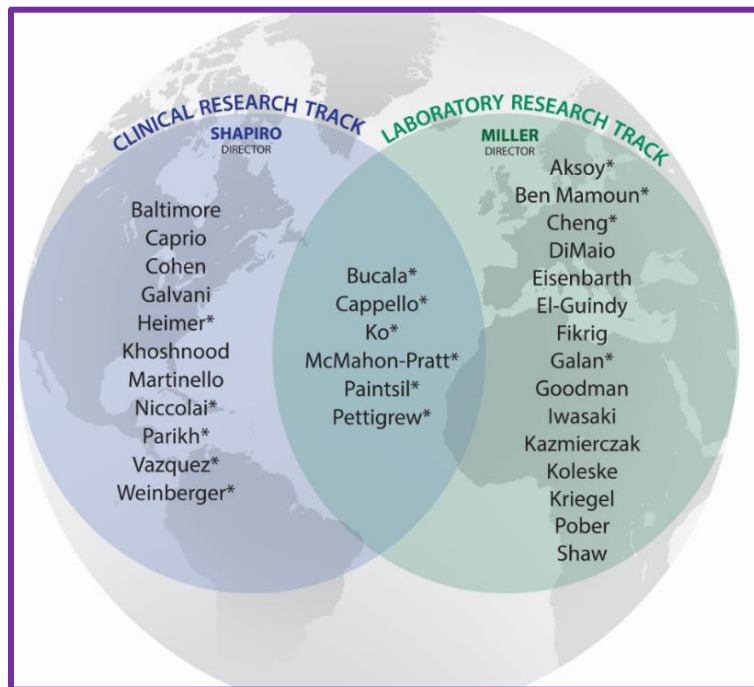 CLINICAL RESEARCH TRACK
SHAPIRO
DIRECTOR
Baltimore
Caprio
Cohen
Galvani
Heimer*
Khoshnood
Martinello
Niccolai*
Parikh*
Vazquez*
Weinberger*
Bucala*
Cappello*
Ko*
McMahon-Pratt*
Paintsil*
Pettigrew*
LABORATORY RESEARCH TRACK
MILLER
DIRECTOR
Aksoy*
Ben Mamoun*
Cheng*
DiMaio
Eisenbarth
El-Guindy
Fikrig
Galan*
Goodman
Iwasaki
Kazmierczak
Koleske
Kriegel
Pober
Shaw